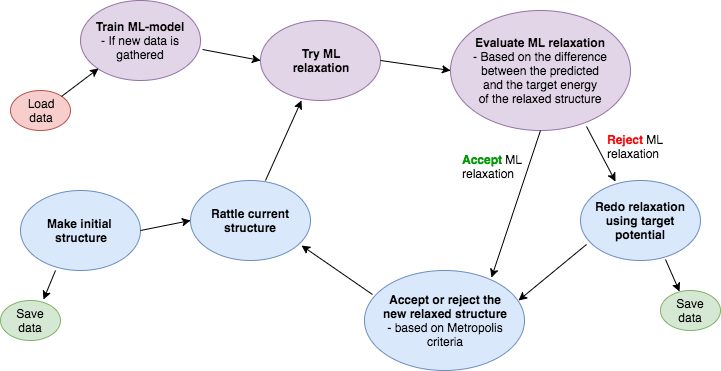 Train ML-model
- If new data is
gathered
Try ML
relaxation
Evaluate ML relaxation
- Based on the difference
between the predicted
and the target energy
of the relaxed structure
Load
data
Accept ML
relaxation
Reject ML
relaxation
Make initial
structure
Rattle current
structure
Redo relaxation
using target
potential
Accept or reject the
new relaxed structure
- based on Metropolis
criteria
Save
data
Save
data